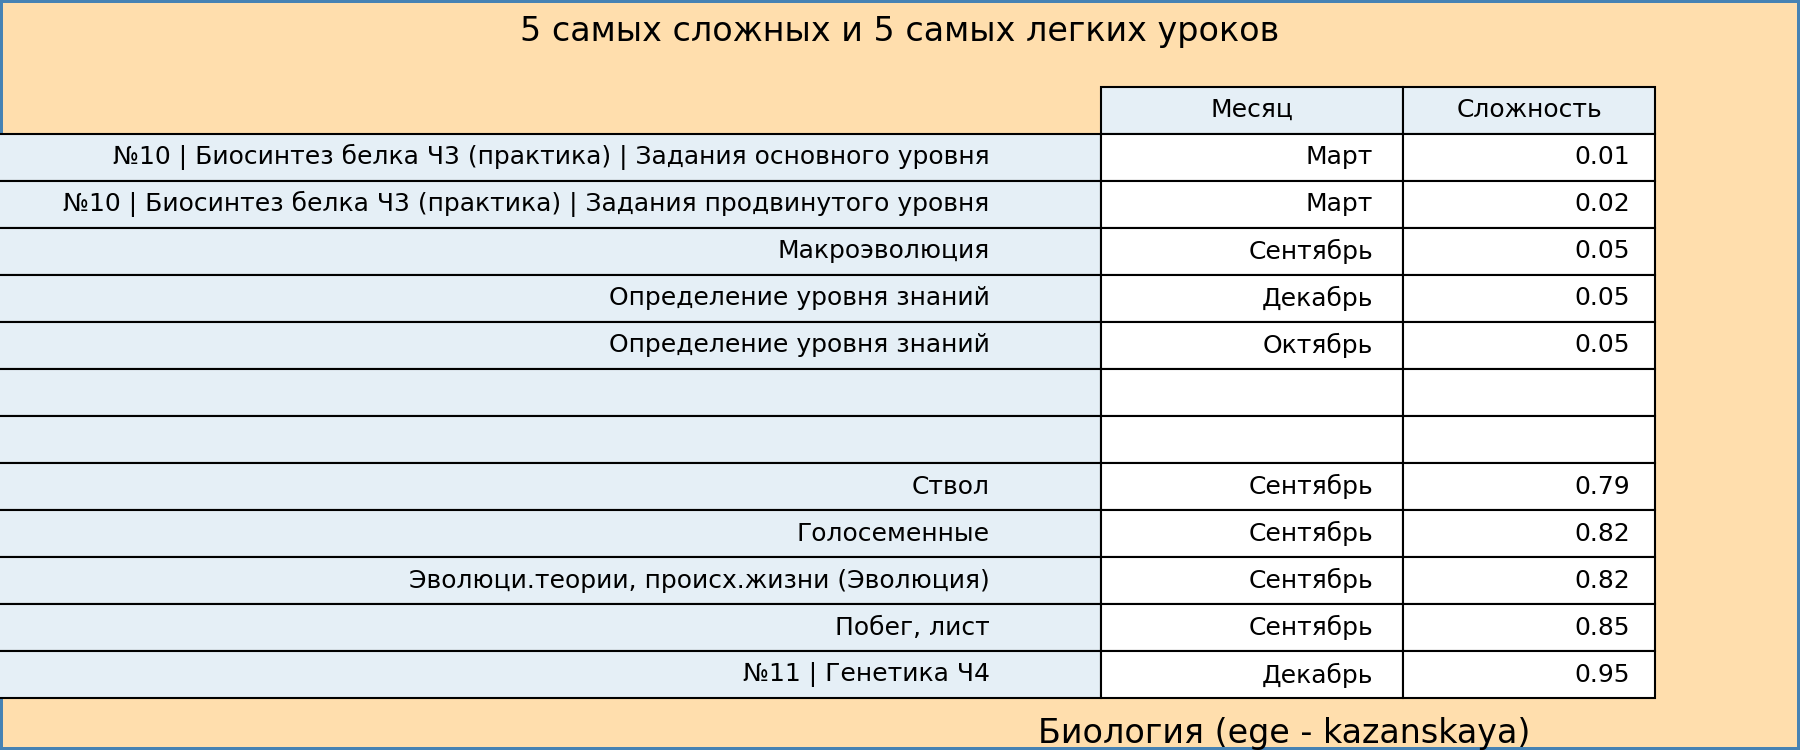 5 самых сложных и 5 самых легких уроков
Месяц Сложность
№10 | Биосинтез белка Ч3 (практика) | Задания основного уровня Март 0.01
№10 | Биосинтез белка Ч3 (практика) | Задания продвинутого уровня Март 0.02
Макроэволюция Сентябрь 0.05
Определение уровня знаний Декабрь 0.05
Определение уровня знаний Октябрь 0.05
Ствол Сентябрь 0.79
Голосеменные Сентябрь 0.82
Эволюци.теории, происх.жизни (Эволюция) Сентябрь 0.82
Побег, лист Сентябрь 0.85
№11 | Генетика Ч4 Декабрь 0.95
Биология (ege - kazanskaya)